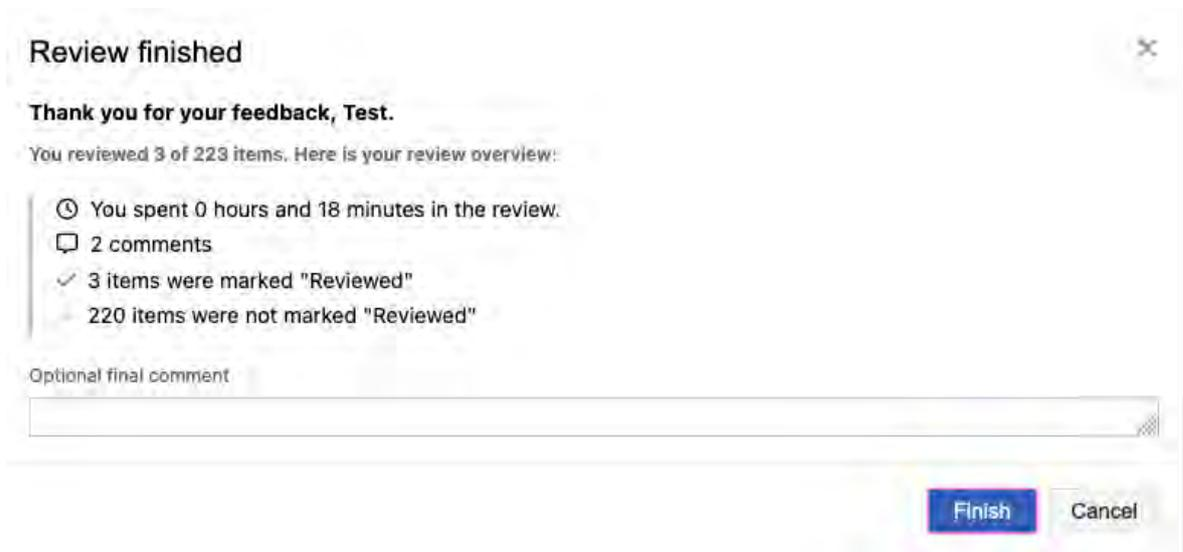 Review finished
Thank you for your feedback, Test.
You reviewed 3 of 223 items. Here is your review overview:
You spent 0 hours and 18 minutes in the review.
2 comments
3 items were marked "Reviewed"
220 items were not marked "Reviewed"
Optional final comment
Finish Cancel